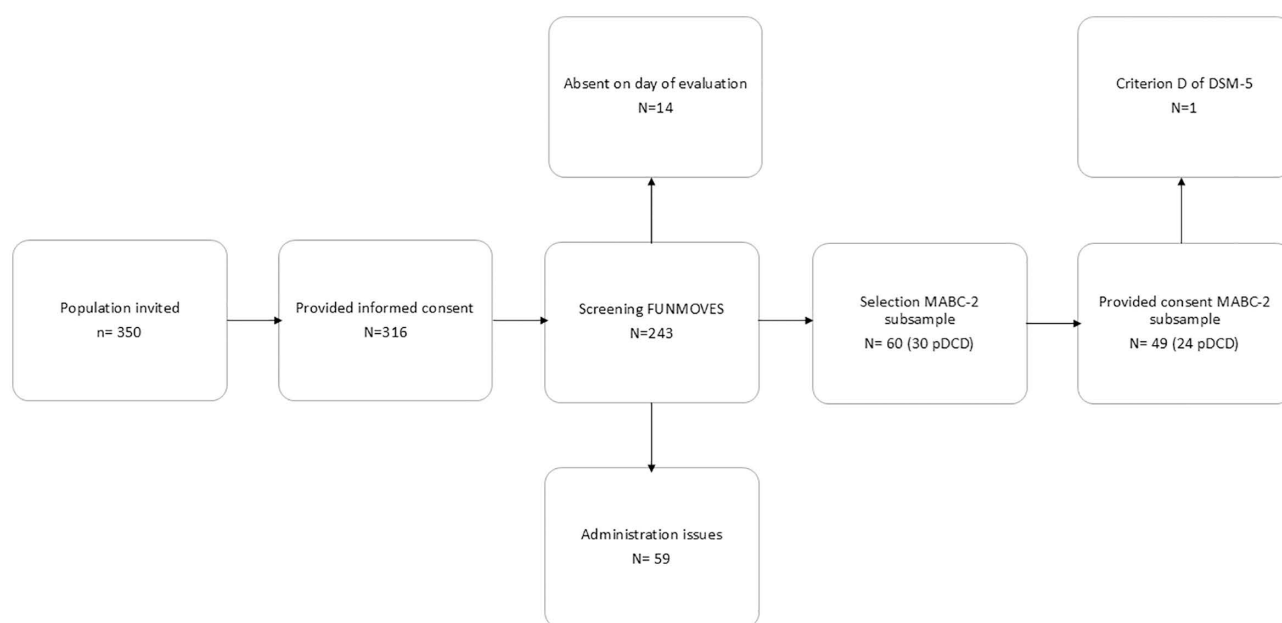 Absent on day of evaluation
N=14
Criterion D of DSM-5
N=1
Population invited
n= 350
Provided informed consent
N=316
Screening FUNMOVES
N=243
Selection MABC-2
subsample
N= 60 (30 pDCD)
Provided consent MABC-2
subsample
N= 49 (24 pDCD)
Administration issues
N= 59